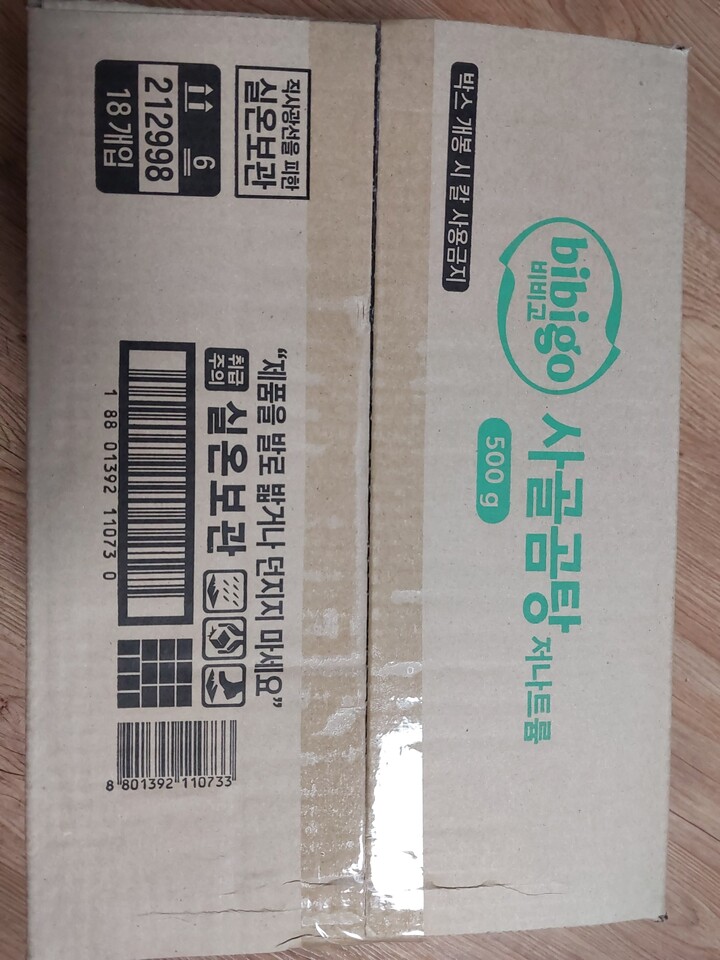 bibigo
비비고
사골곰탕 저나트륨
500 g
박스 개봉 시 칼 사용금지
직사광선을 피한
실온보관
6
212998
18개입
“제품을 발로 밟거나 던지지 마세요”
취급
주의
실온보관
1 88 01392 11073 0
8 801392 110733